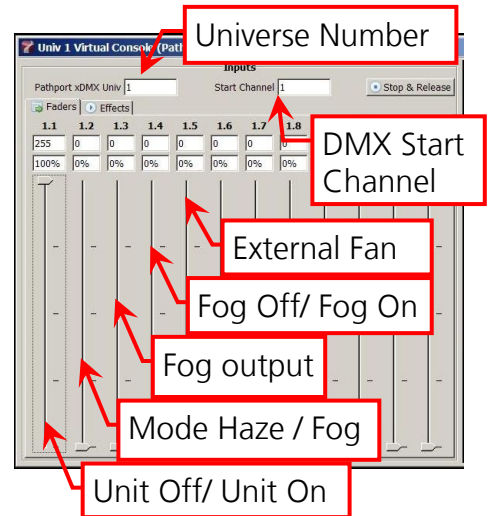 Univ 1 Virtual Console (Pat
Universe Number
Inputs
Pathport xDMX Univ 1
Start Channel 1
Stop & Release
Faders
Effects
1.1 1.2 1.3 1.4 1.5 1.6 1.7 1.8
255 0 0 0 0 0 0 0
100% 0% 0% 0% 0% 0% 0% 0%
DMX Start
Channel
External Fan
Fog Off/ Fog On
Fog output
Mode Haze / Fog
Unit Off/ Unit On